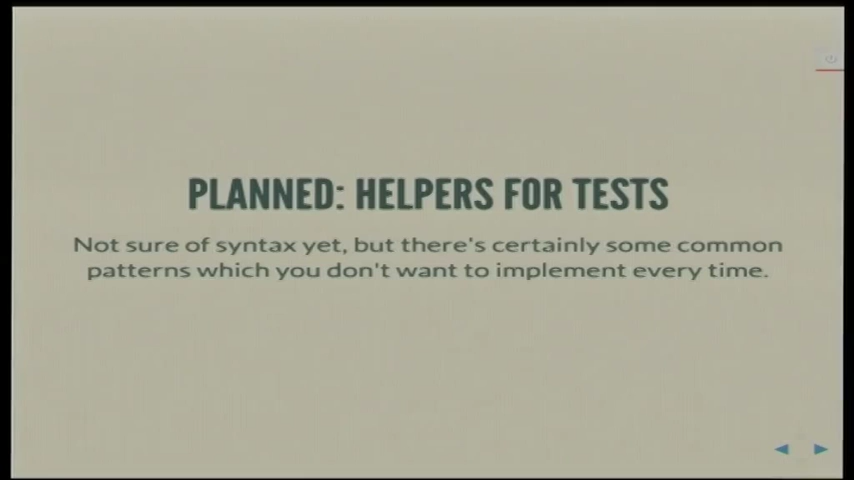 PLANNED: HELPERS FOR TESTS
Not sure of syntax yet, but there's certainly some common
patterns which you don't want to implement every time.